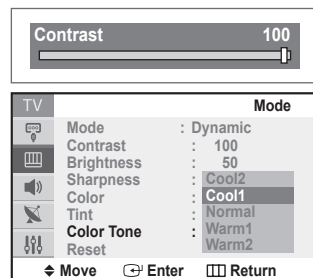 Contrast 100
TV Mode
Mode : Dynamic
Contrast : 100
Brightness : 50
Sharpness : Cool2
Color : Cool1
Tint : Normal
Color Tone : Warm1
Reset Warm2
Move Enter Return